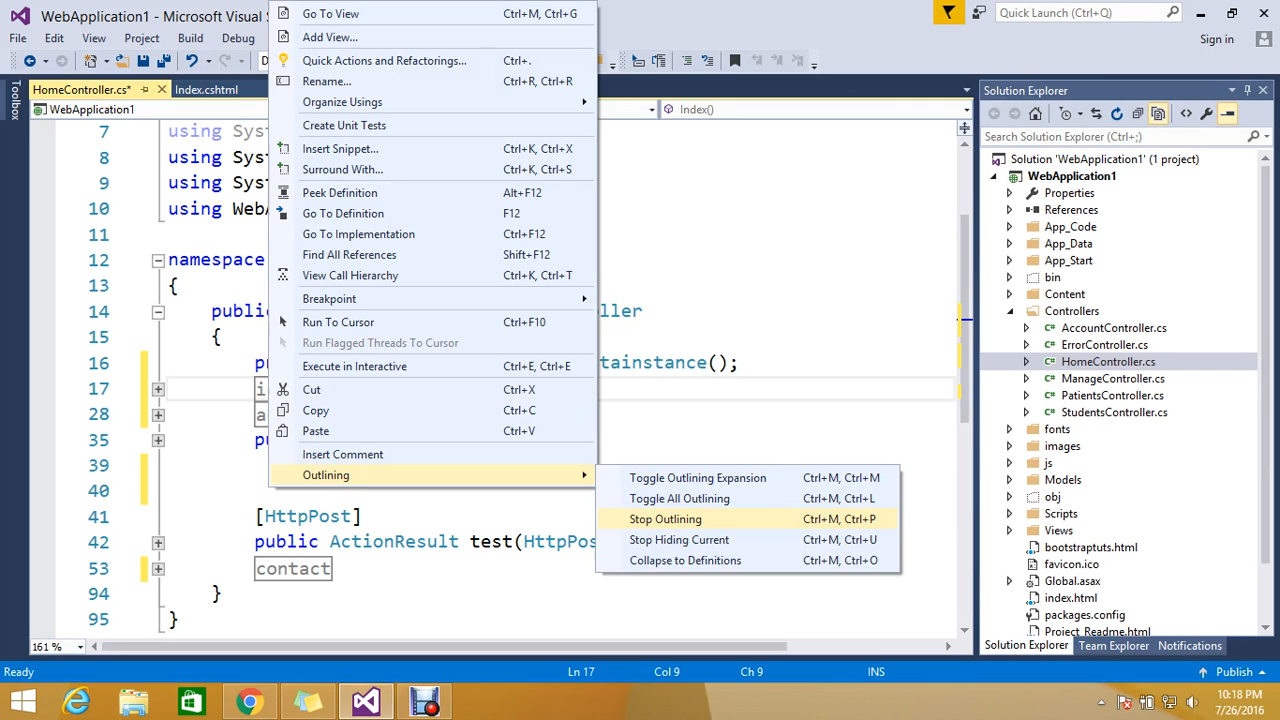 WebApplication1 - Microsoft Visual S
Quick Launch (Ctrl+Q)
File Edit View Project Build Debug
Sign in
HomeController.cs* Index.cshtml
WebApplication1
Index()
Toolbox
7 using Sys
8 using Sys
9 using Sys
10 using WebA
11
12 namespace
13 {
14 publi ller
15 {
16 pr tainstance();
17 i
28 a
35 pu
39
40
41 [HttpPost]
42 public ActionResult test(HttpPos
53 contact
94 }
95 }
161 %
Go To View Ctrl+M, Ctrl+G
Add View...
Quick Actions and Refactorings... Ctrl+.
Rename... Ctrl+R, Ctrl+R
Organize Usings
Create Unit Tests
Insert Snippet... Ctrl+K, Ctrl+X
Surround With... Ctrl+K, Ctrl+S
Peek Definition Alt+F12
Go To Definition F12
Go To Implementation Ctrl+F12
Find All References Shift+F12
View Call Hierarchy Ctrl+K, Ctrl+T
Breakpoint
Run To Cursor Ctrl+F10
Run Flagged Threads To Cursor
Execute in Interactive Ctrl+E, Ctrl+E
Cut Ctrl+X
Copy Ctrl+C
Paste Ctrl+V
Insert Comment
Outlining
Toggle Outlining Expansion Ctrl+M, Ctrl+M
Toggle All Outlining Ctrl+M, Ctrl+L
Stop Outlining Ctrl+M, Ctrl+P
Stop Hiding Current Ctrl+M, Ctrl+U
Collapse to Definitions Ctrl+M, Ctrl+O
Solution Explorer
Search Solution Explorer (Ctrl+;)
Solution 'WebApplication1' (1 project)
WebApplication1
Properties
References
App_Code
App_Data
App_Start
bin
Content
Controllers
AccountController.cs
ErrorController.cs
HomeController.cs
ManageController.cs
PatientsController.cs
StudentsController.cs
fonts
images
js
Models
obj
Scripts
Views
bootstraptuts.html
favicon.ico
Global.asax
index.html
packages.config
Project_Readme.html
Solution Explorer Team Explorer Notifications
Ready Ln 17 Col 9 Ch 9 INS Publish
10:18 PM
7/26/2016